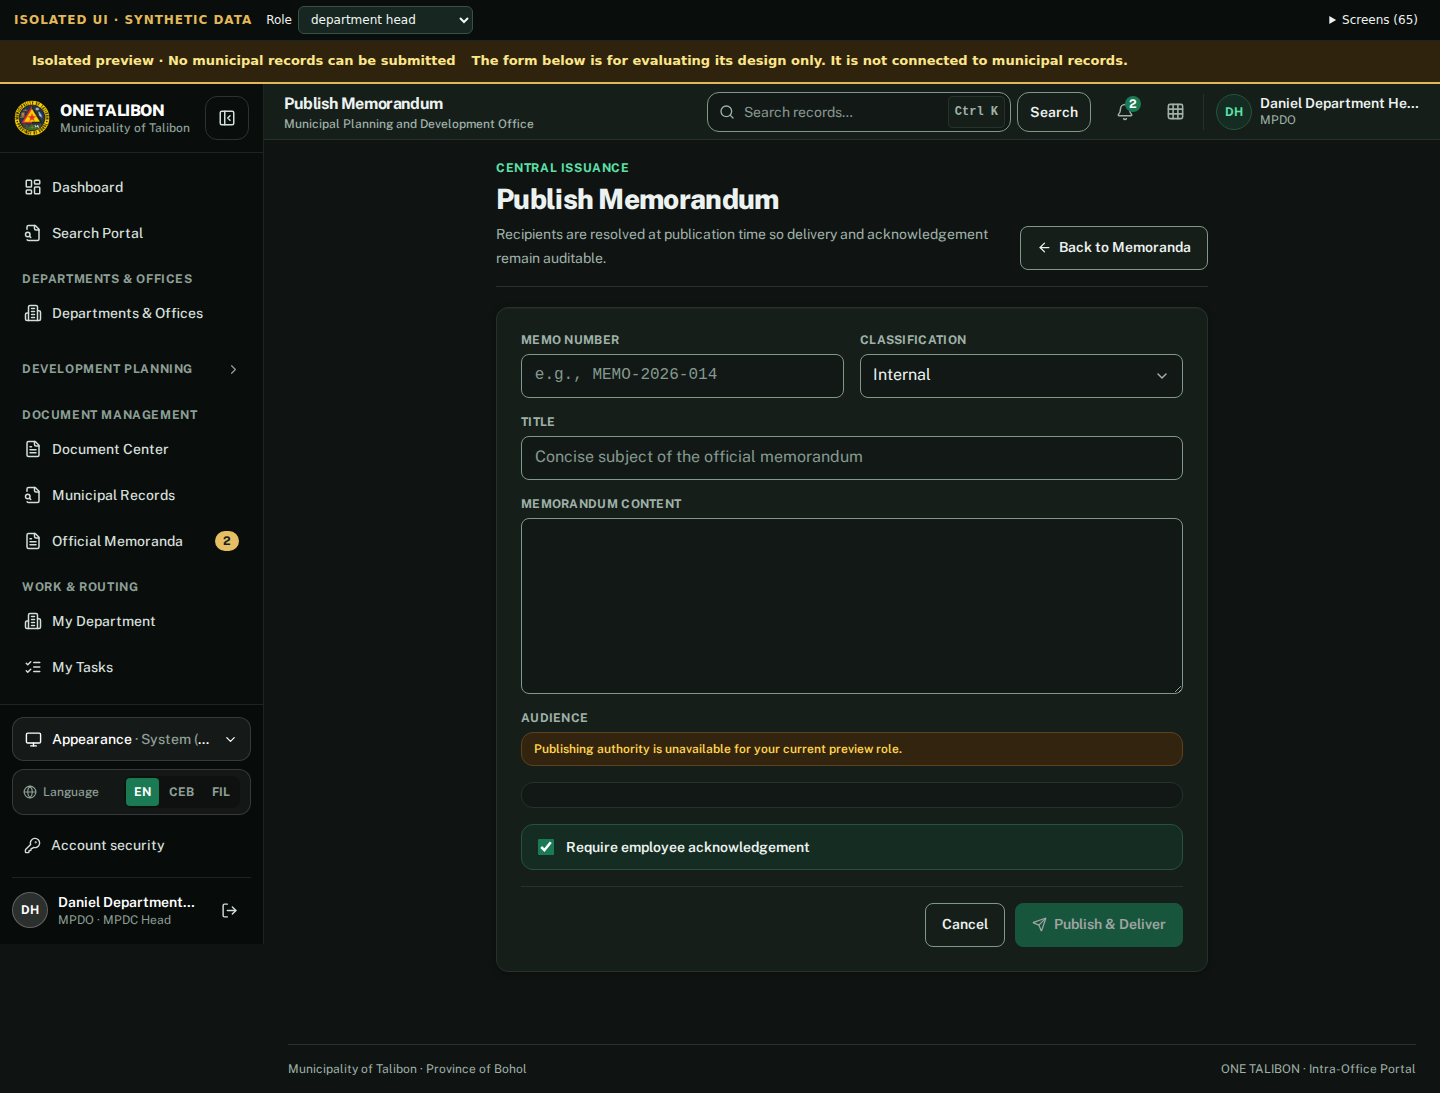 ISOLATED UI · SYNTHETIC DATA Role department head Screens (65)
Isolated preview · No municipal records can be submitted The form below is for evaluating its design only. It is not connected to municipal records.
ONE TALIBON
Municipality of Talibon
Publish Memorandum
Municipal Planning and Development Office
Search records... Ctrl K Search 2 DH Daniel Department He...
MPDO
Dashboard
Search Portal
DEPARTMENTS & OFFICES
Departments & Offices
DEVELOPMENT PLANNING
DOCUMENT MANAGEMENT
Document Center
Municipal Records
Official Memoranda 2
WORK & ROUTING
My Department
My Tasks
Appearance · System (...
Language EN CEB FIL
Account security
DH Daniel Department...
MPDO · MPDC Head
CENTRAL ISSUANCE
Publish Memorandum
Recipients are resolved at publication time so delivery and acknowledgement
remain auditable.
Back to Memoranda
MEMO NUMBER CLASSIFICATION
e.g., MEMO-2026-014 Internal
TITLE
Concise subject of the official memorandum
MEMORANDUM CONTENT
AUDIENCE
Publishing authority is unavailable for your current preview role.
Require employee acknowledgement
Cancel Publish & Deliver
Municipality of Talibon · Province of Bohol ONE TALIBON · Intra-Office Portal